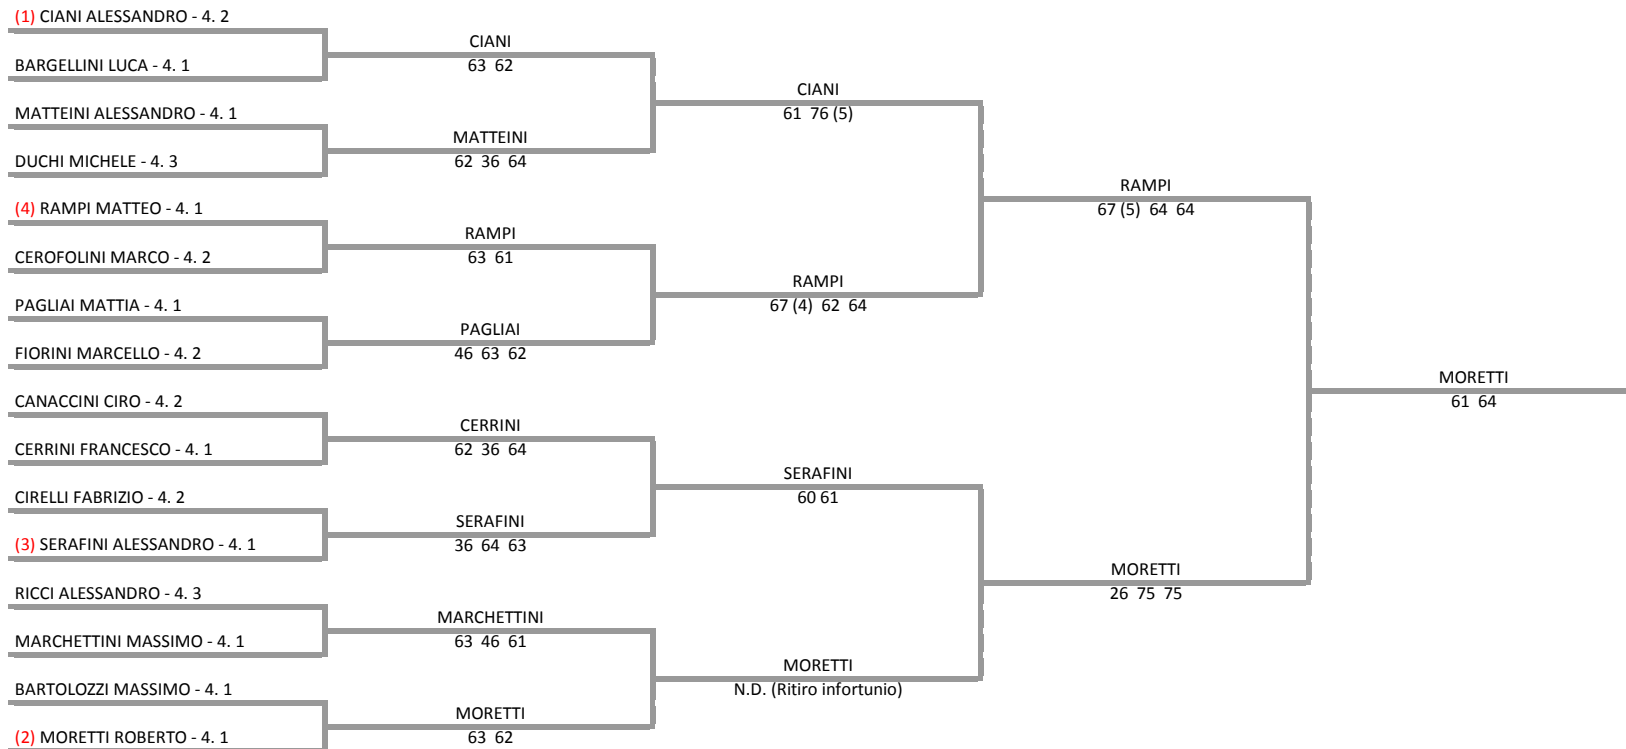 (1) CIANI ALESSANDRO - 4. 2
CIANI
BARGELLINI LUCA - 4. 1
63 62
CIANI
MATTEINI ALESSANDRO - 4. 1
61 76 (5)
MATTEINI
DUCHI MICHELE - 4. 3
62 36 64
RAMPI
(4) RAMPI MATTEO - 4. 1
67 (5) 64 64
RAMPI
CEROFOLINI MARCO - 4. 2
63 61
RAMPI
PAGLIAI MATTIA - 4. 1
67 (4) 62 64
PAGLIAI
FIORINI MARCELLO - 4. 2
46 63 62
MORETTI
CANACCINI CIRO - 4. 2
61 64
CERRINI
CERRINI FRANCESCO - 4. 1
62 36 64
SERAFINI
CIRELLI FABRIZIO - 4. 2
60 61
SERAFINI
(3) SERAFINI ALESSANDRO - 4. 1
36 64 63
MORETTI
RICCI ALESSANDRO - 4. 3
26 75 75
MARCHETTINI
MARCHETTINI MASSIMO - 4. 1
63 46 61
MORETTI
BARTOLOZZI MASSIMO - 4. 1
N.D. (Ritiro infortunio)
MORETTI
(2) MORETTI ROBERTO - 4. 1
63 62